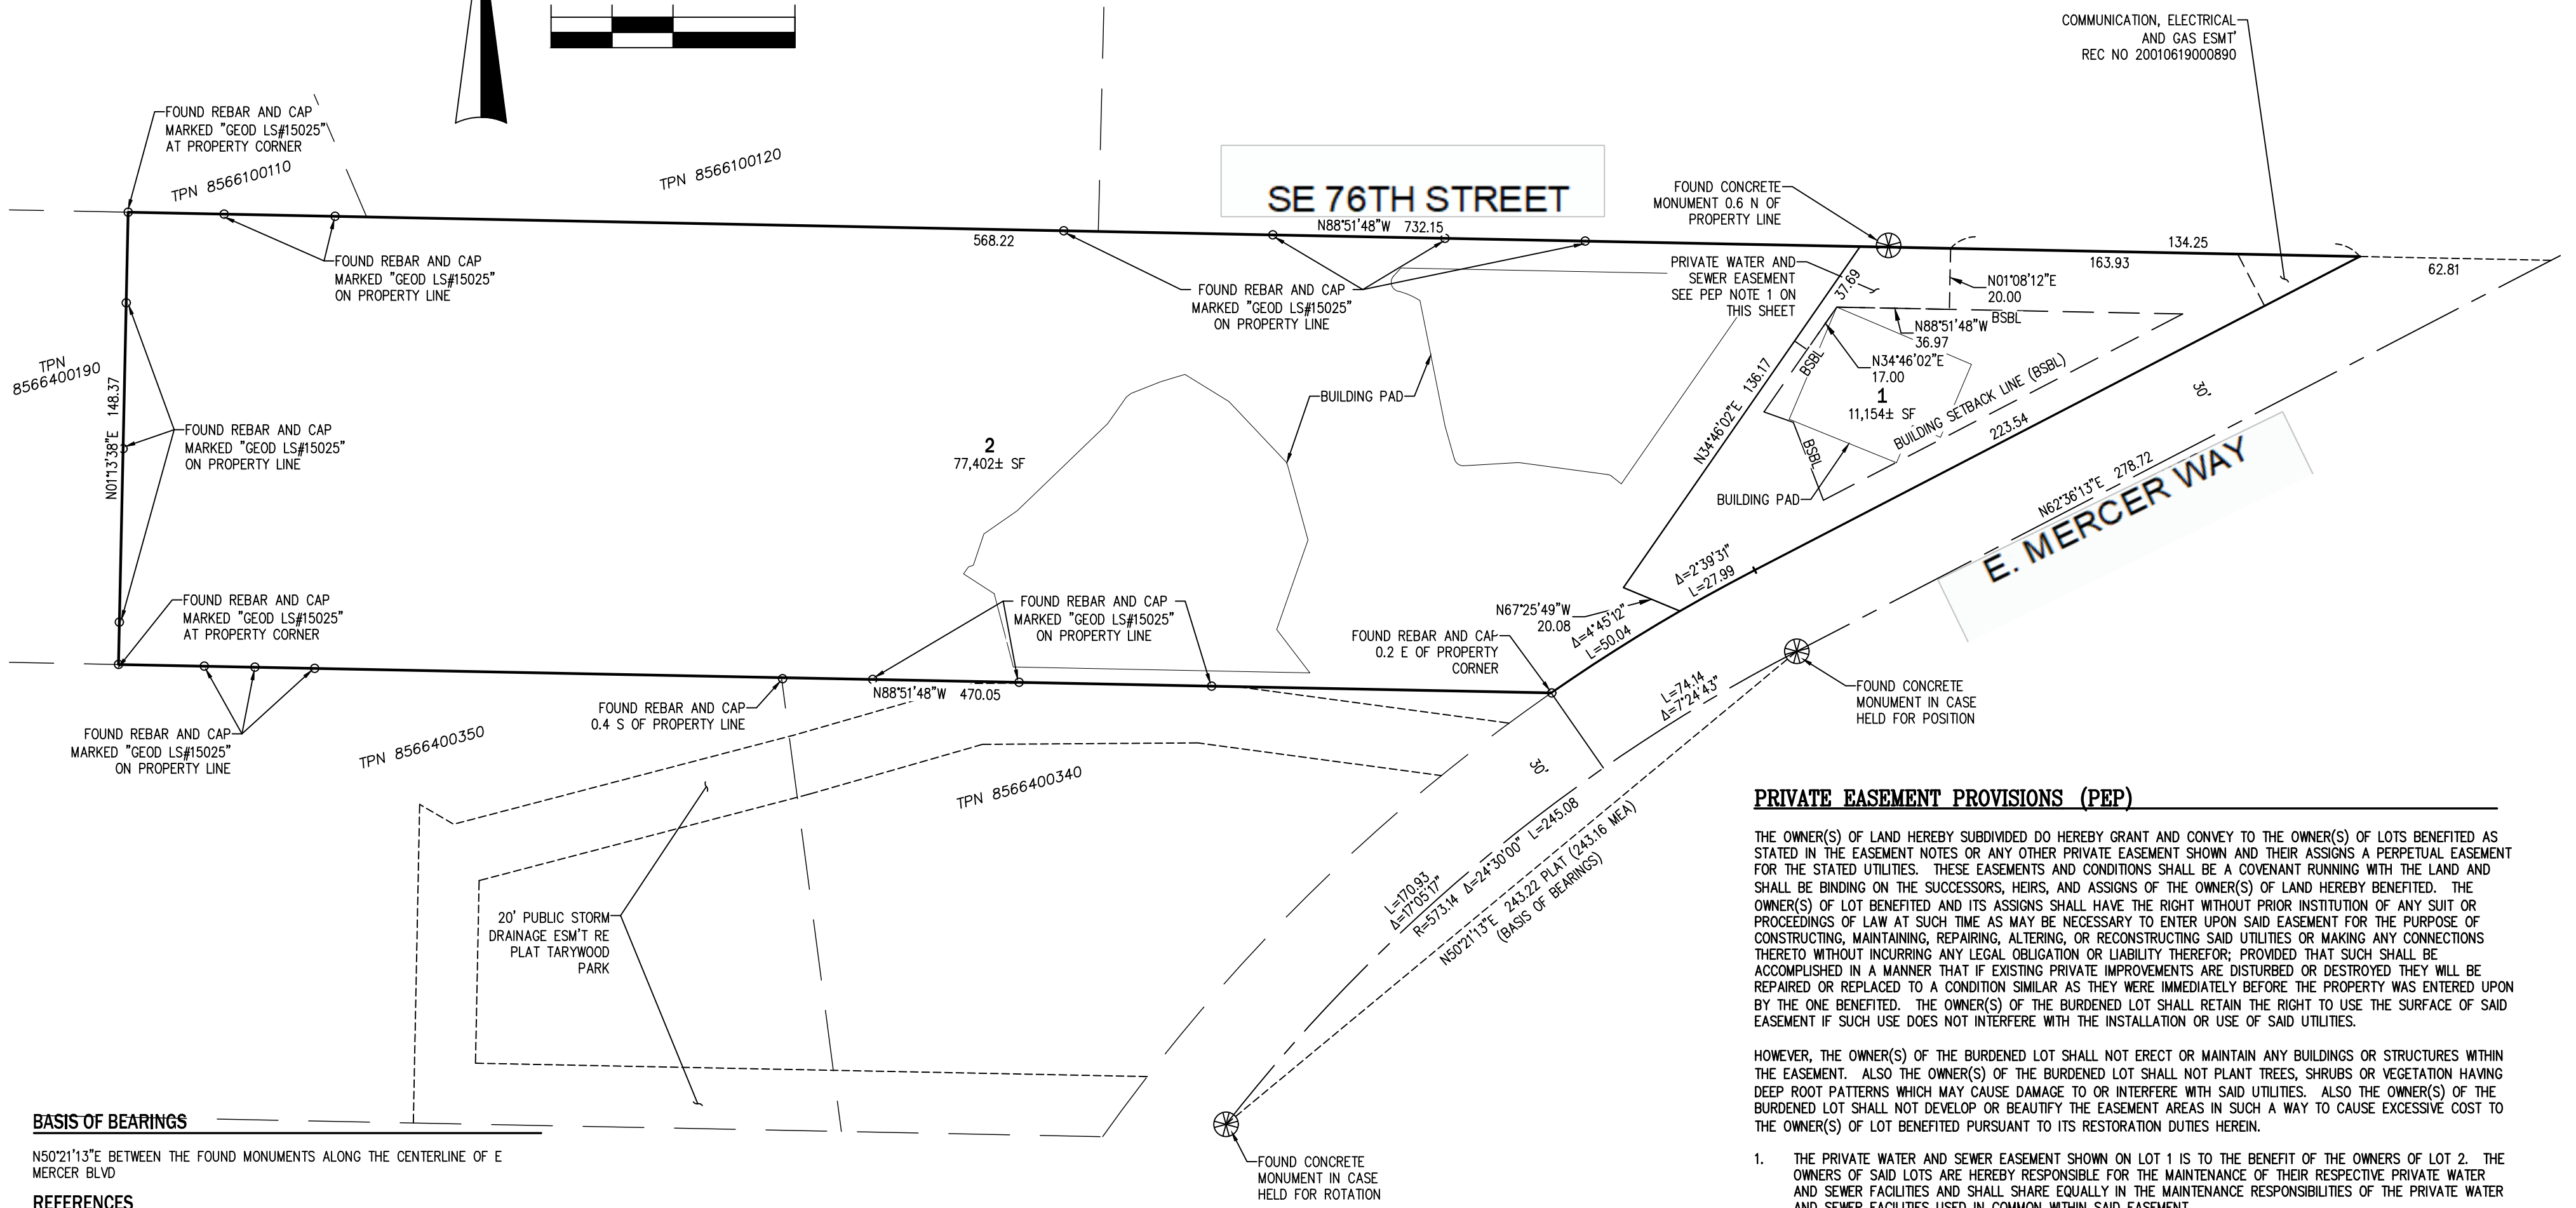 COMMUNICATION, ELECTRICAL
AND GAS ESMT'
REC NO 20010619000890
FOUND REBAR AND CAP
MARKED "GEOD LS#15025"
AT PROPERTY CORNER
TPN 8566100110
TPN 8566100120
SE 76TH STREET
N88°51'48"W 732.15
568.22
FOUND CONCRETE
MONUMENT 0.6 N OF
PROPERTY LINE
134.25
163.93
62.81
FOUND REBAR AND CAP
MARKED "GEOD LS#15025"
ON PROPERTY LINE
FOUND REBAR AND CAP
MARKED "GEOD LS#15025"
ON PROPERTY LINE
PRIVATE WATER AND
SEWER EASEMENT
SEE PEP NOTE 1 ON
THIS SHEET
37.69
N01°08'12"E
20.00
BSBL
N88°51'48"W
36.97
N34°46'02"E
17.00
1
11,154± SF
BSBL
BSBL
BUILDING SETBACK LINE (BSBL)
223.54
30'
N34°46'02"E 136.17
TPN
8566400190
N01°13'38"E 148.37
FOUND REBAR AND CAP
MARKED "GEOD LS#15025"
ON PROPERTY LINE
BUILDING PAD
2
77,402± SF
BUILDING PAD
N62°36'13"E 278.72
E. MERCER WAY
FOUND REBAR AND CAP
MARKED "GEOD LS#15025"
AT PROPERTY CORNER
FOUND REBAR AND CAP
MARKED "GEOD LS#15025"
ON PROPERTY LINE
Δ=2°39'31"
L=27.99
N67°25'49"W
20.08
Δ=4°45'12"
L=50.04
FOUND REBAR AND CAP
0.2 E OF PROPERTY
CORNER
N88°51'48"W 470.05
FOUND REBAR AND CAP
0.4 S OF PROPERTY LINE
L=74.14
Δ=7°24'43"
FOUND CONCRETE
MONUMENT IN CASE
HELD FOR POSITION
FOUND REBAR AND CAP
MARKED "GEOD LS#15025"
ON PROPERTY LINE
TPN 8566400350
TPN 8566400340
30'
L=170.93
Δ=17°05'17"
R=573.14 Δ=24°30'00" L=245.08
N50°21'13"E 243.22 PLAT (243.16 MEA)
(BASIS OF BEARINGS)
20' PUBLIC STORM
DRAINAGE ESM'T RE
PLAT TARYWOOD
PARK
FOUND CONCRETE
MONUMENT IN CASE
HELD FOR ROTATION
BASIS OF BEARINGS
N50°21'13"E BETWEEN THE FOUND MONUMENTS ALONG THE CENTERLINE OF E
MERCER BLVD
REFERENCES
PRIVATE EASEMENT PROVISIONS (PEP)
THE OWNER(S) OF LAND HEREBY SUBDIVIDED DO HEREBY GRANT AND CONVEY TO THE OWNER(S) OF LOTS BENEFITED AS
STATED IN THE EASEMENT NOTES OR ANY OTHER PRIVATE EASEMENT SHOWN AND THEIR ASSIGNS A PERPETUAL EASEMENT
FOR THE STATED UTILITIES. THESE EASEMENTS AND CONDITIONS SHALL BE A COVENANT RUNNING WITH THE LAND AND
SHALL BE BINDING ON THE SUCCESSORS, HEIRS, AND ASSIGNS OF THE OWNER(S) OF LAND HEREBY BENEFITED. THE
OWNER(S) OF LOT BENEFITED AND ITS ASSIGNS SHALL HAVE THE RIGHT WITHOUT PRIOR INSTITUTION OF ANY SUIT OR
PROCEEDINGS OF LAW AT SUCH TIME AS MAY BE NECESSARY TO ENTER UPON SAID EASEMENT FOR THE PURPOSE OF
CONSTRUCTING, MAINTAINING, REPAIRING, ALTERING, OR RECONSTRUCTING SAID UTILITIES OR MAKING ANY CONNECTIONS
THERETO WITHOUT INCURRING ANY LEGAL OBLIGATION OR LIABILITY THEREFOR; PROVIDED THAT SUCH SHALL BE
ACCOMPLISHED IN A MANNER THAT IF EXISTING PRIVATE IMPROVEMENTS ARE DISTURBED OR DESTROYED THEY WILL BE
REPAIRED OR REPLACED TO A CONDITION SIMILAR AS THEY WERE IMMEDIATELY BEFORE THE PROPERTY WAS ENTERED UPON
BY THE ONE BENEFITED. THE OWNER(S) OF THE BURDENED LOT SHALL RETAIN THE RIGHT TO USE THE SURFACE OF SAID
EASEMENT IF SUCH USE DOES NOT INTERFERE WITH THE INSTALLATION OR USE OF SAID UTILITIES.
HOWEVER, THE OWNER(S) OF THE BURDENED LOT SHALL NOT ERECT OR MAINTAIN ANY BUILDINGS OR STRUCTURES WITHIN
THE EASEMENT. ALSO THE OWNER(S) OF THE BURDENED LOT SHALL NOT PLANT TREES, SHRUBS OR VEGETATION HAVING
DEEP ROOT PATTERNS WHICH MAY CAUSE DAMAGE TO OR INTERFERE WITH SAID UTILITIES. ALSO THE OWNER(S) OF THE
BURDENED LOT SHALL NOT DEVELOP OR BEAUTIFY THE EASEMENT AREAS IN SUCH A WAY TO CAUSE EXCESSIVE COST TO
THE OWNER(S) OF LOT BENEFITED PURSUANT TO ITS RESTORATION DUTIES HEREIN.
1. THE PRIVATE WATER AND SEWER EASEMENT SHOWN ON LOT 1 IS TO THE BENEFIT OF THE OWNERS OF LOT 2. THE
OWNERS OF SAID LOTS ARE HEREBY RESPONSIBLE FOR THE MAINTENANCE OF THEIR RESPECTIVE PRIVATE WATER
AND SEWER FACILITIES AND SHALL SHARE EQUALLY IN THE MAINTENANCE RESPONSIBILITIES OF THE PRIVATE WATER
AND SEWER FACILITIES USED IN COMMON WITHIN SAID EASEMENT.